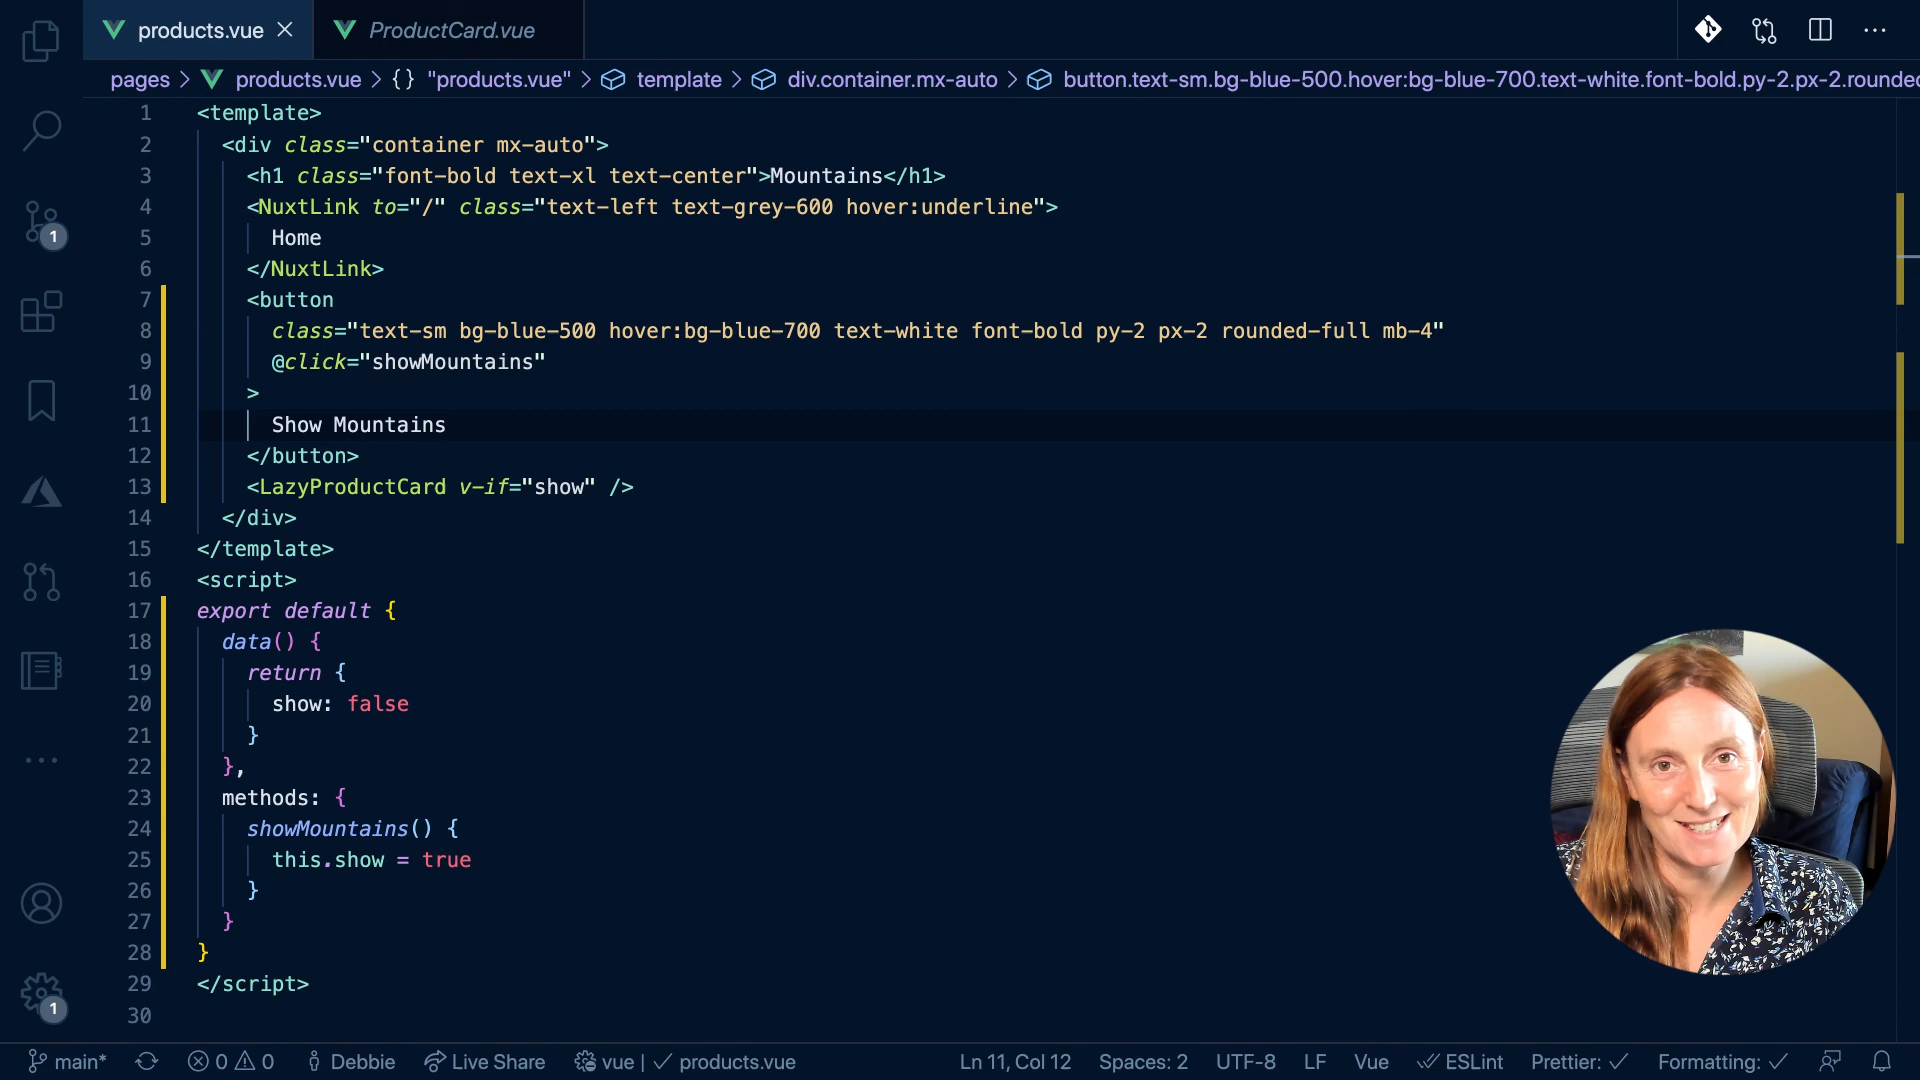 products.vue
ProductCard.vue
pages > products.vue > {} "products.vue" > template > div.container.mx-auto > button.text-sm.bg-blue-500.hover:bg-blue-700.text-white.font-bold.py-2.px-2.rounded
1 <template>
2 <div class="container mx-auto">
3 <h1 class="font-bold text-xl text-center">Mountains</h1>
4 <NuxtLink to="/" class="text-left text-grey-600 hover:underline">
5 Home
6 </NuxtLink>
7 <button
8 class="text-sm bg-blue-500 hover:bg-blue-700 text-white font-bold py-2 px-2 rounded-full mb-4"
9 @click="showMountains"
10 >
11 Show Mountains
12 </button>
13 <LazyProductCard v-if="show" />
14 </div>
15 </template>
16 <script>
17 export default {
18 data() {
19 return {
20 show: false
21 }
22 },
23 methods: {
24 showMountains() {
25 this.show = true
26 }
27 }
28 }
29 </script>
30
1
1
main* 0 0 Debbie Live Share vue | ✓ products.vue Ln 11, Col 12 Spaces: 2 UTF-8 LF Vue ESLint Prettier: ✓ Formatting: ✓